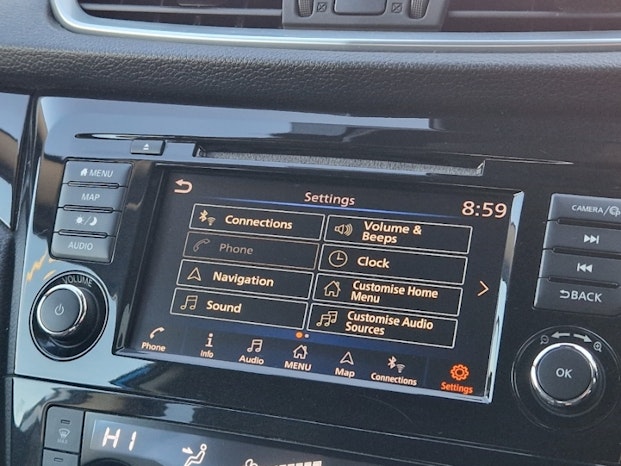 MENU
MAP
AUDIO
VOLUME
Settings
8:59
Connections
Volume &
Beeps
Phone
Clock
Navigation
Customise Home
Menu
Sound
Customise Audio
Sources
Phone
Info
Audio
MENU
Map
Connections
Settings
CAMERA/
BACK
OK
MAX
HI